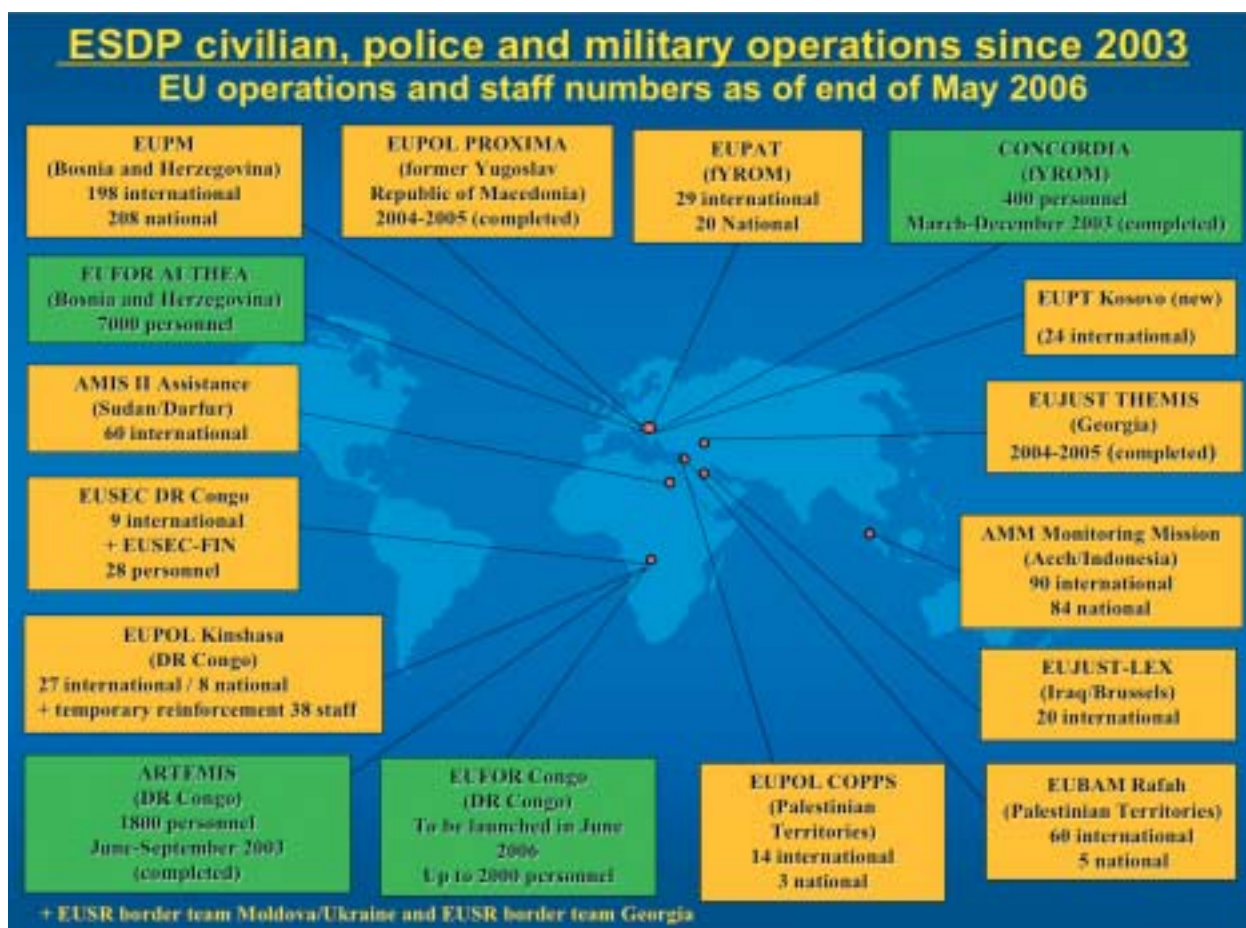 ESDP civilian, police and military operations since 2003
EU operations and staff numbers as of end of May 2006
EUPM
(Bosnia and Herzegovina)
198 international
208 national
EUPOL PROXIMA
(former Yugoslav
Republic of Macedonia)
2004-2005 (completed)
EUPAT
(fYROM)
29 international
20 National
CONCORDIA
(fYROM)
400 personnel
March-December 2003 (completed)
EUFOR ALTHEA
(Bosnia and Herzegovina)
7000 personnel
EUPT Kosovo (new)
(24 international)
AMIS II Assistance
(Sudan/Darfur)
60 international
EUJUST THEMIS
(Georgia)
2004-2005 (completed)
EUSEC DR Congo
9 international
+ EUSEC-FIN
28 personnel
AMM Monitoring Mission
(Aceh/Indonesia)
90 international
84 national
EUPOL Kinshasa
(DR Congo)
27 international / 8 national
+ temporary reinforcement 38 staff
EUJUST-LEX
(Iraq/Brussels)
20 international
ARTEMIS
(DR Congo)
1800 personnel
June-September 2003
(completed)
EUFOR Congo
(DR Congo)
To be launched in June
2006
Up to 2000 personnel
EUPOL COPPS
(Palestinian
Territories)
14 international
3 national
EUBAM Rafah
(Palestinian Territories)
60 international
5 national
+ EUSR border team Moldova/Ukraine and EUSR border team Georgia